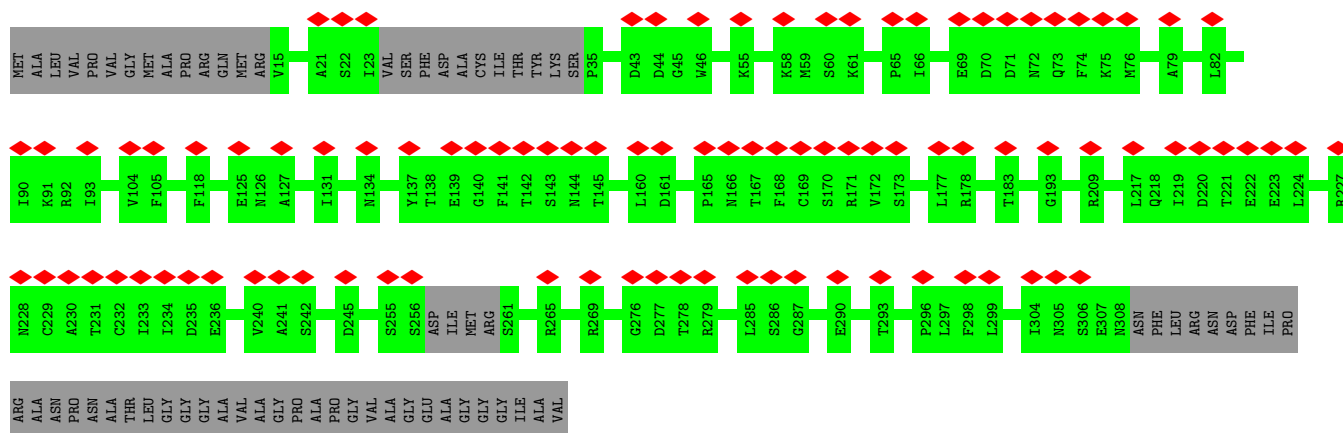 MET ALA LEU VAL PRO VAL GLY MET ALA PRO ARG GLN MET ARG V15 A21 S22 I23 VAL SER PHE ASP ALA CYS ILE THR TYR LYS SER P35 D43 D44 G45 W46 K55 K58 M59 S60 K61 P65 I66 E69 D70 D71 N72 Q73 F74 K75 M76 A79 L82
I90 K91 R92 I93 V104 F105 F118 E125 N126 A127 I131 N134 Y137 T138 E139 G140 F141 T142 S143 N144 T145 L160 D161 P165 N166 T167 F168 C169 S170 R171 V172 S173 L177 R178 T183 G193 R209 L217 Q218 I219 D220 T221 E222 E223 L224 R227
N228 C229 A230 T231 C232 I233 I234 D235 E236 V240 A241 S242 D245 S255 S256 ASP ILE MET ARG S261 R265 R269 G276 D277 T278 R279 L285 S286 G287 E290 T293 P296 L297 F298 L299 I304 N305 S306 E307 N308 ASN PHE LEU ARG ASN ASP PHE ILE PRO
ARG ALA ASN PRO ASN ALA THR LEU GLY GLY GLY ALA VAL ALA GLY PRO ALA PRO GLY VAL ALA GLY GLU ALA GLY GLY GLY ILE ALA VAL